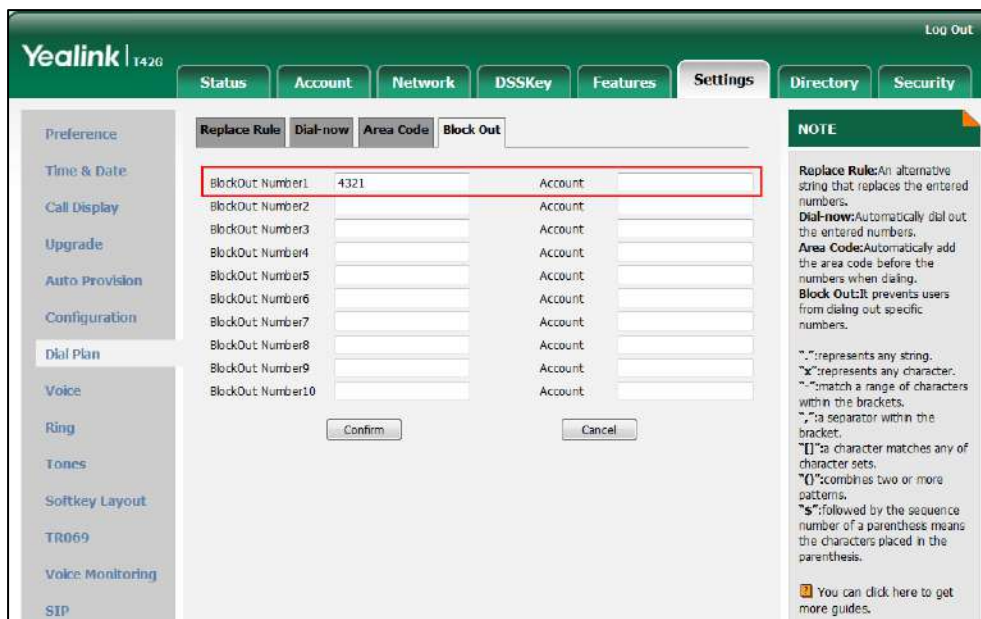 Log Out
Yealink T42G
Status Account Network DSSKey Features Settings Directory Security
Preference
Time & Date
Call Display
Upgrade
Auto Provision
Configuration
Dial Plan
Voice
Ring
Tones
Softkey Layout
TR069
Voice Monitoring
SIP
Replace Rule Dial-now Area Code Block Out
BlockOut Number1 4321 Account
BlockOut Number2 Account
BlockOut Number3 Account
BlockOut Number4 Account
BlockOut Number5 Account
BlockOut Number6 Account
BlockOut Number7 Account
BlockOut Number8 Account
BlockOut Number9 Account
BlockOut Number10 Account
Confirm Cancel
NOTE
Replace Rule:An alternative
string that replaces the entered
numbers.
Dial-now:Automatically dial out
the entered numbers.
Area Code:Automaticaly add
the area code before the
numbers when dialing.
Block Out:It prevents users
from dialing out specific
numbers.
".":represents any string.
"x":represents any character.
"-":match a range of characters
within the brackets.
",":a separator within the
bracket.
"[]":a character matches any of
character sets.
"()":combines two or more
patterns.
"$":followed by the sequence
number of a parenthesis means
the characters placed in the
parenthesis.
You can click here to get
more guides.